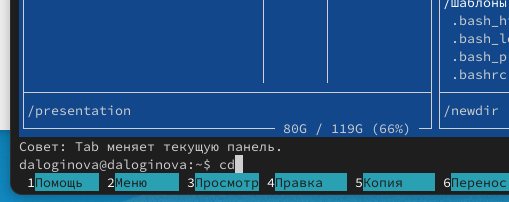 /Шаблоны
.bash_h
.bash_l
.bash_p
.bashrc
/presentation
/newdir
80G / 119G (66%)
Совет: Tab меняет текущую панель.
daloginova@daloginova:~$ cd
1Помощь 2Меню 3Просмотр 4Правка 5Копия 6Перенос